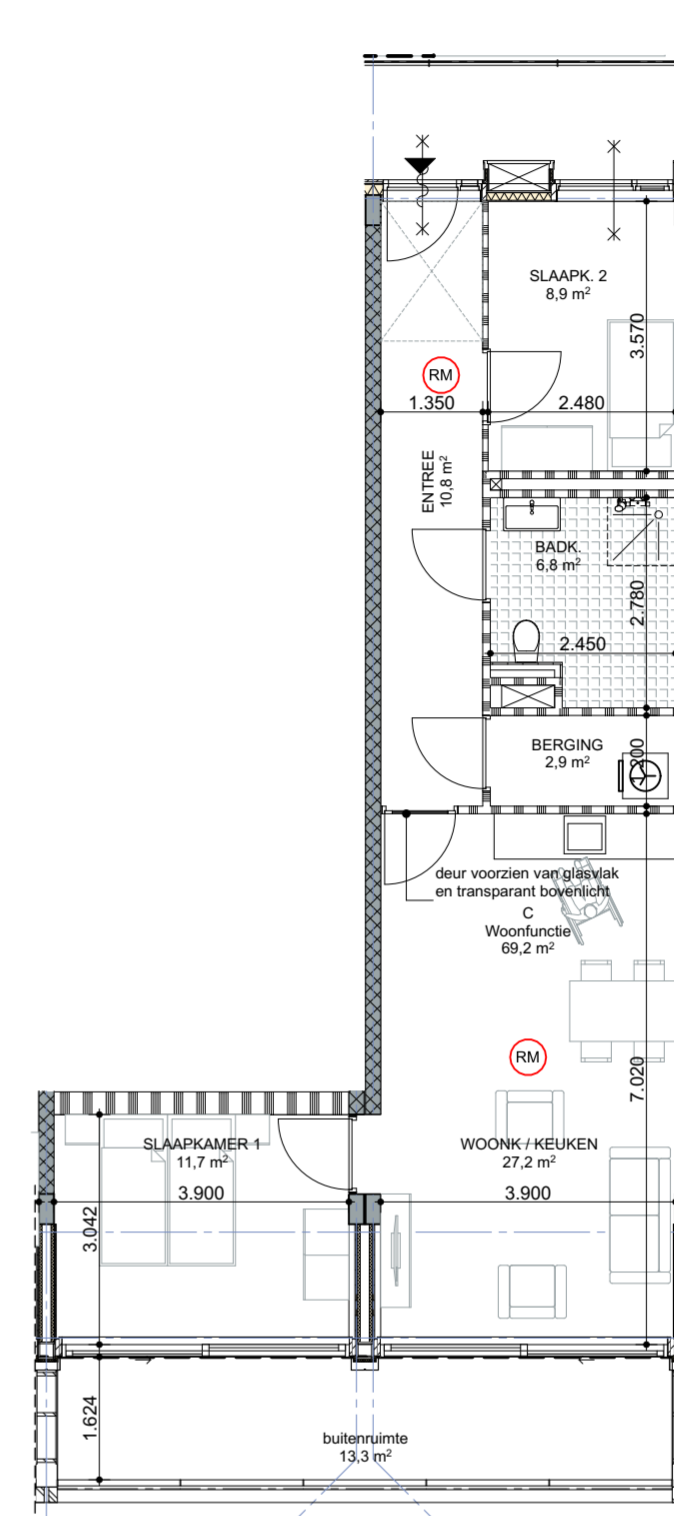 SLAAPK. 2
8,9 m²
3.570
RM
1.350
2.480
ENTREE
10,8 m²
BADK.
6,8 m²
2.780
2.450
BERGING
2,9 m²
deur voorzien van glasvlak
en transparant bovenlicht
C
Woonfunctie
69,2 m²
RM
7.020
SLAAPKAMER 1
11,7 m²
WOONK / KEUKEN
27,2 m²
3.900
3.900
3.042
1.624
buitenruimte
13,3 m²